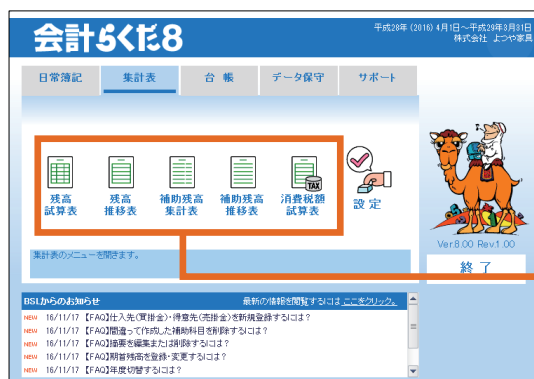 会計らくだ8
平成28年(2016)4月1日～平成29年3月31日
株式会社 よつや家具
日常簿記 集計表 台帳 データ保守 サポート
残高試算表 残高推移表 補助残高集計表 補助残高推移表 消費税額試算表 設定
TAX
Ver.8.00 Rev.1.00
集計表のメニューを開きます。
終了
BSLからのお知らせ 最新の情報を閲覧するには ここをクリック。
NEW 16/11/17 【FAQ】仕入先(買掛金)・得意先(売掛金)を新規登録するには？
NEW 16/11/17 【FAQ】間違って作成した補助科目を削除するには？
NEW 16/11/17 【FAQ】摘要を編集または削除するには？
NEW 16/11/17 【FAQ】期首残高を登録・変更するには？
NEW 16/11/17 【FAQ】年度切替するには？